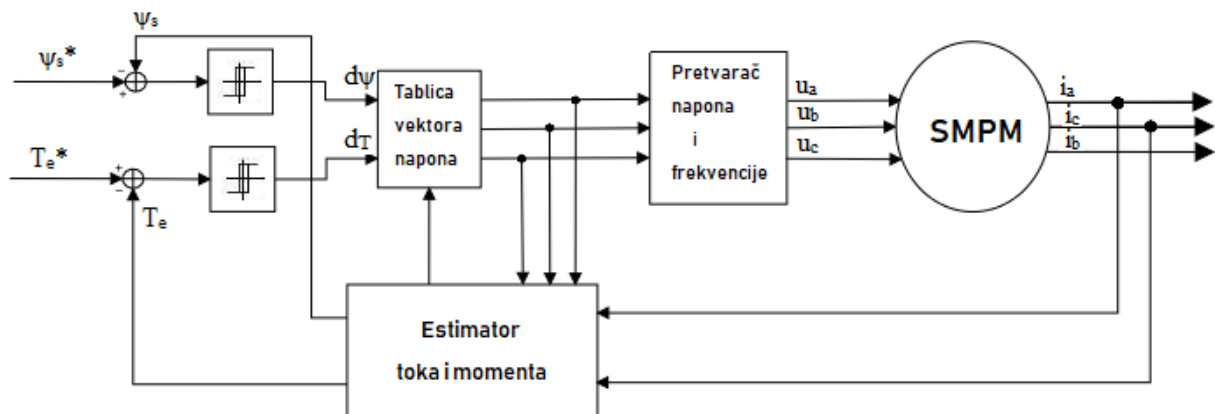 ψs
ψs*
dψ
Tablica
vektora
napona
dT
Te*
Te
Pretvarač
napona
i
frekvencije
ua
ub
uc
SMPM
ia
ic
ib
Estimator
toka i momenta